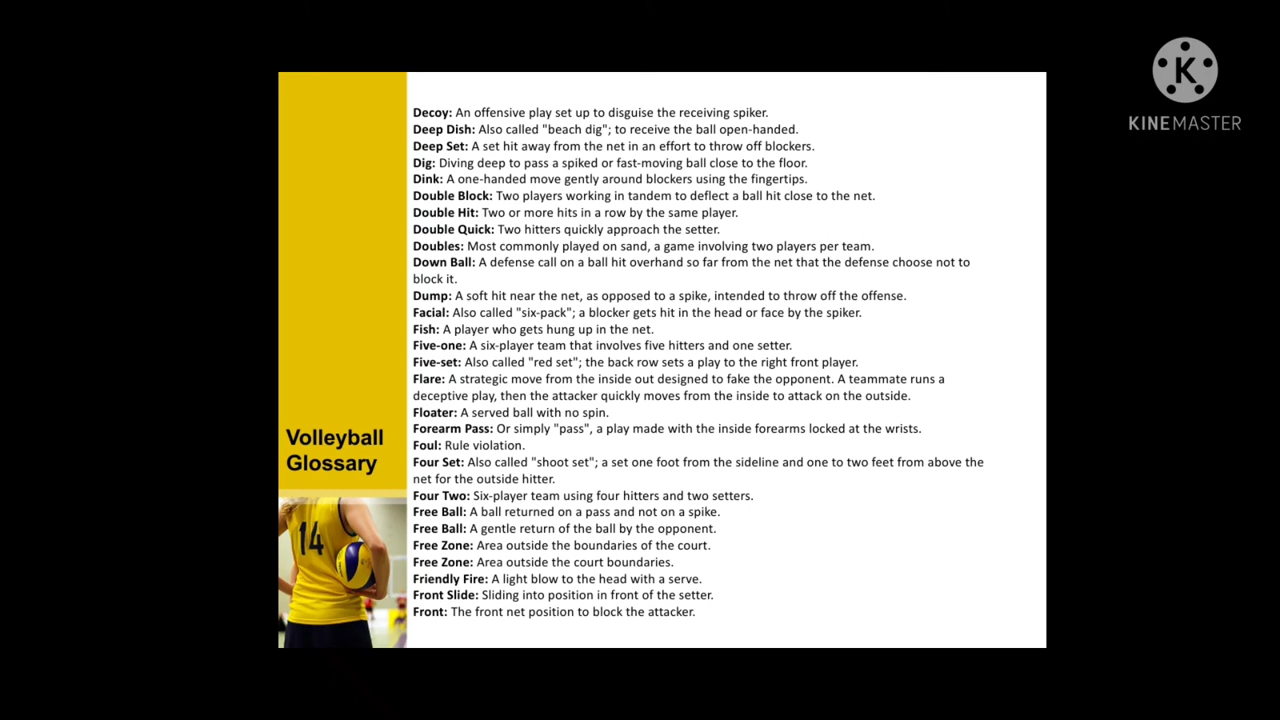 Decoy: An offensive play set up to disguise the receiving spiker.
Deep Dish: Also called "beach dig"; to receive the ball open-handed.
Deep Set: A set hit away from the net in an effort to throw off blockers.
Dig: Diving deep to pass a spiked or fast-moving ball close to the floor.
Dink: A one-handed move gently around blockers using the fingertips.
Double Block: Two players working in tandem to deflect a ball hit close to the net.
Double Hit: Two or more hits in a row by the same player.
Double Quick: Two hitters quickly approach the setter.
Doubles: Most commonly played on sand, a game involving two players per team.
Down Ball: A defense call on a ball hit overhand so far from the net that the defense choose not to
block it.
Dump: A soft hit near the net, as opposed to a spike, intended to throw off the offense.
Facial: Also called "six-pack"; a blocker gets hit in the head or face by the spiker.
Fish: A player who gets hung up in the net.
Five-one: A six-player team that involves five hitters and one setter.
Five-set: Also called "red set"; the back row sets a play to the right front player.
Flare: A strategic move from the inside out designed to fake the opponent. A teammate runs a
deceptive play, then the attacker quickly moves from the inside to attack on the outside.
Floater: A served ball with no spin.
Forearm Pass: Or simply "pass", a play made with the inside forearms locked at the wrists.
Foul: Rule violation.
Four Set: Also called "shoot set"; a set one foot from the sideline and one to two feet from above the
net for the outside hitter.
Four Two: Six-player team using four hitters and two setters.
Free Ball: A ball returned on a pass and not on a spike.
Free Ball: A gentle return of the ball by the opponent.
Free Zone: Area outside the boundaries of the court.
Free Zone: Area outside the court boundaries.
Friendly Fire: A light blow to the head with a serve.
Front Slide: Sliding into position in front of the setter.
Front: The front net position to block the attacker.
Volleyball
Glossary
14
K
KINEMASTER